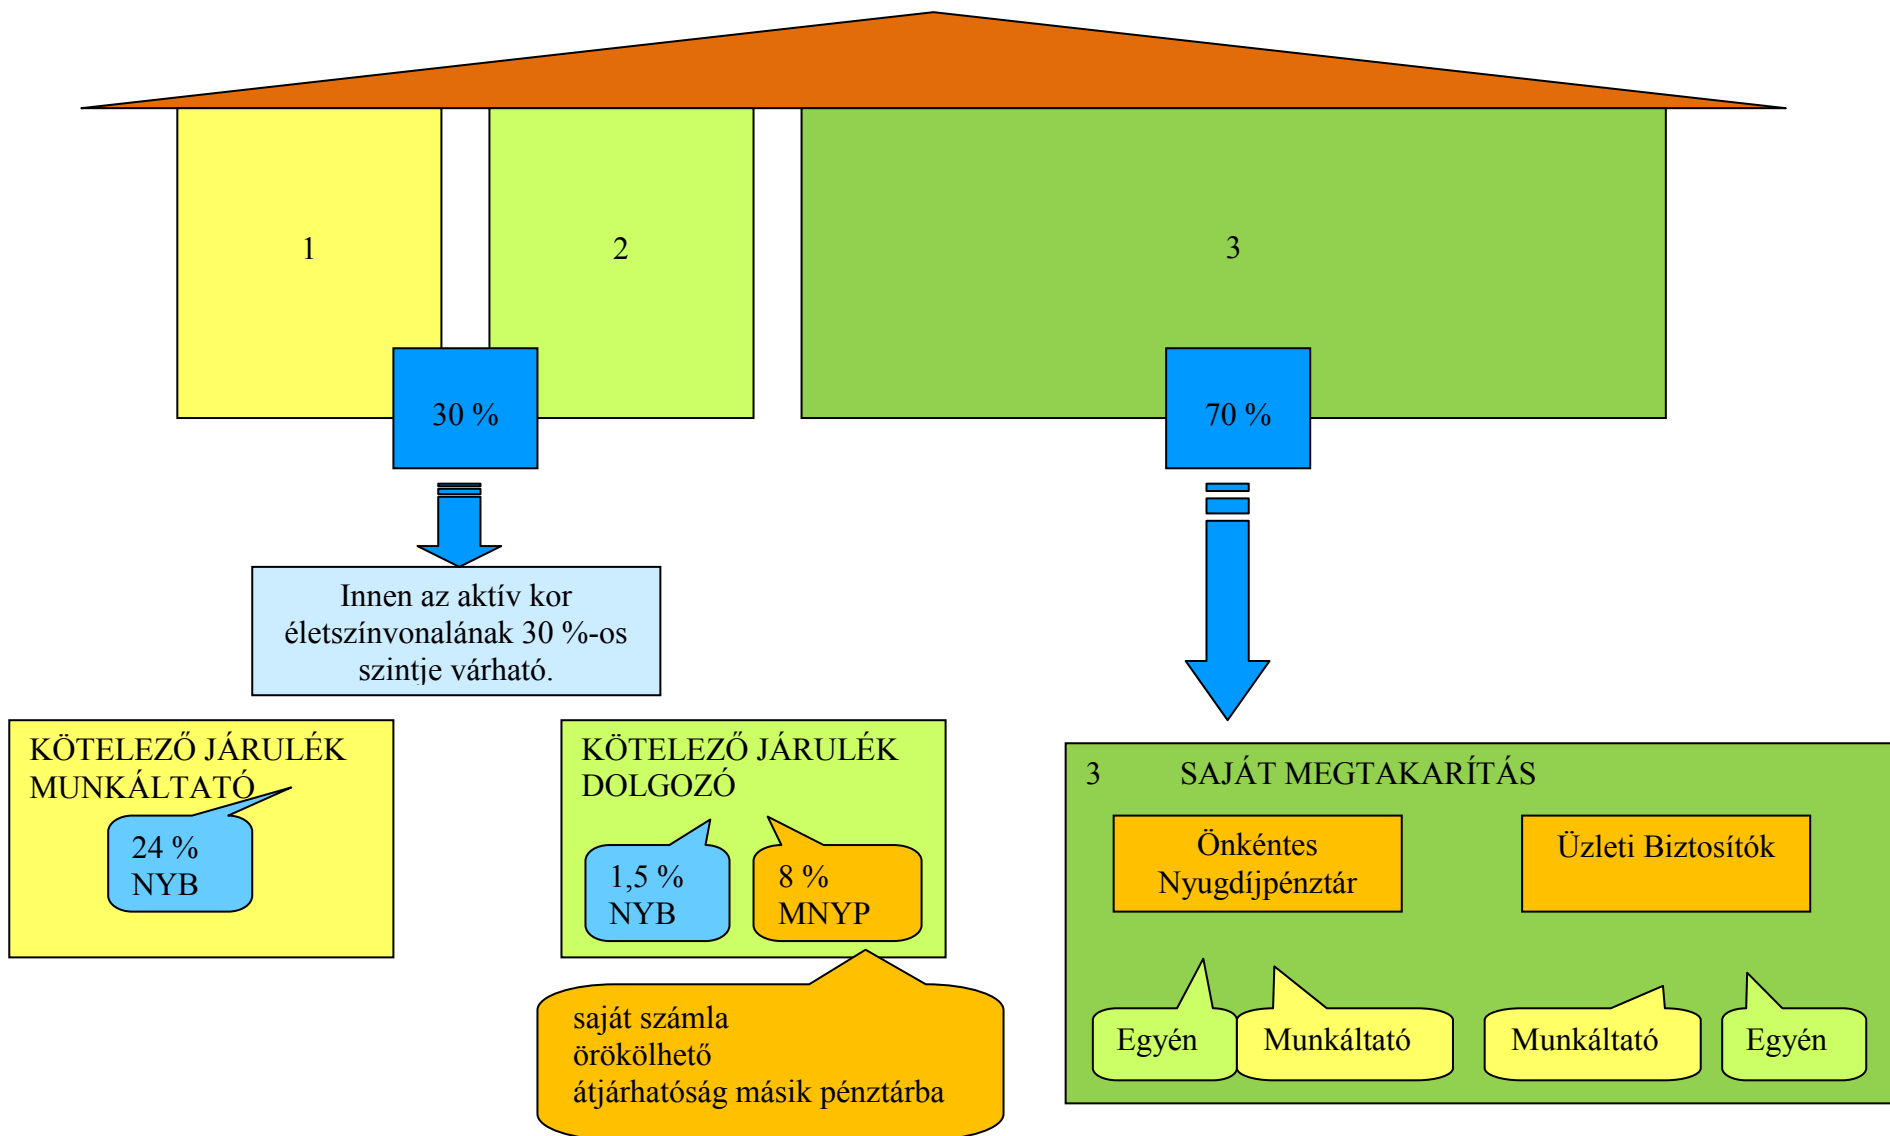 1
2
3
30 %
70 %
Innen az aktív kor
életszínvonalának 30 %-os
szintje várható.
KÖTELEZŐ JÁRULÉK
MUNKÁLTATÓ
24 %
NYB
KÖTELEZŐ JÁRULÉK
DOLGOZÓ
1,5 %
NYB
8 %
MNYP
saját számla
örökölhető
átjárhatóság másik pénztárba
3 SAJÁT MEGTAKARÍTÁS
Önkéntes
Nyugdíjpénztár
Üzleti Biztosítók
Egyén
Munkáltató
Munkáltató
Egyén